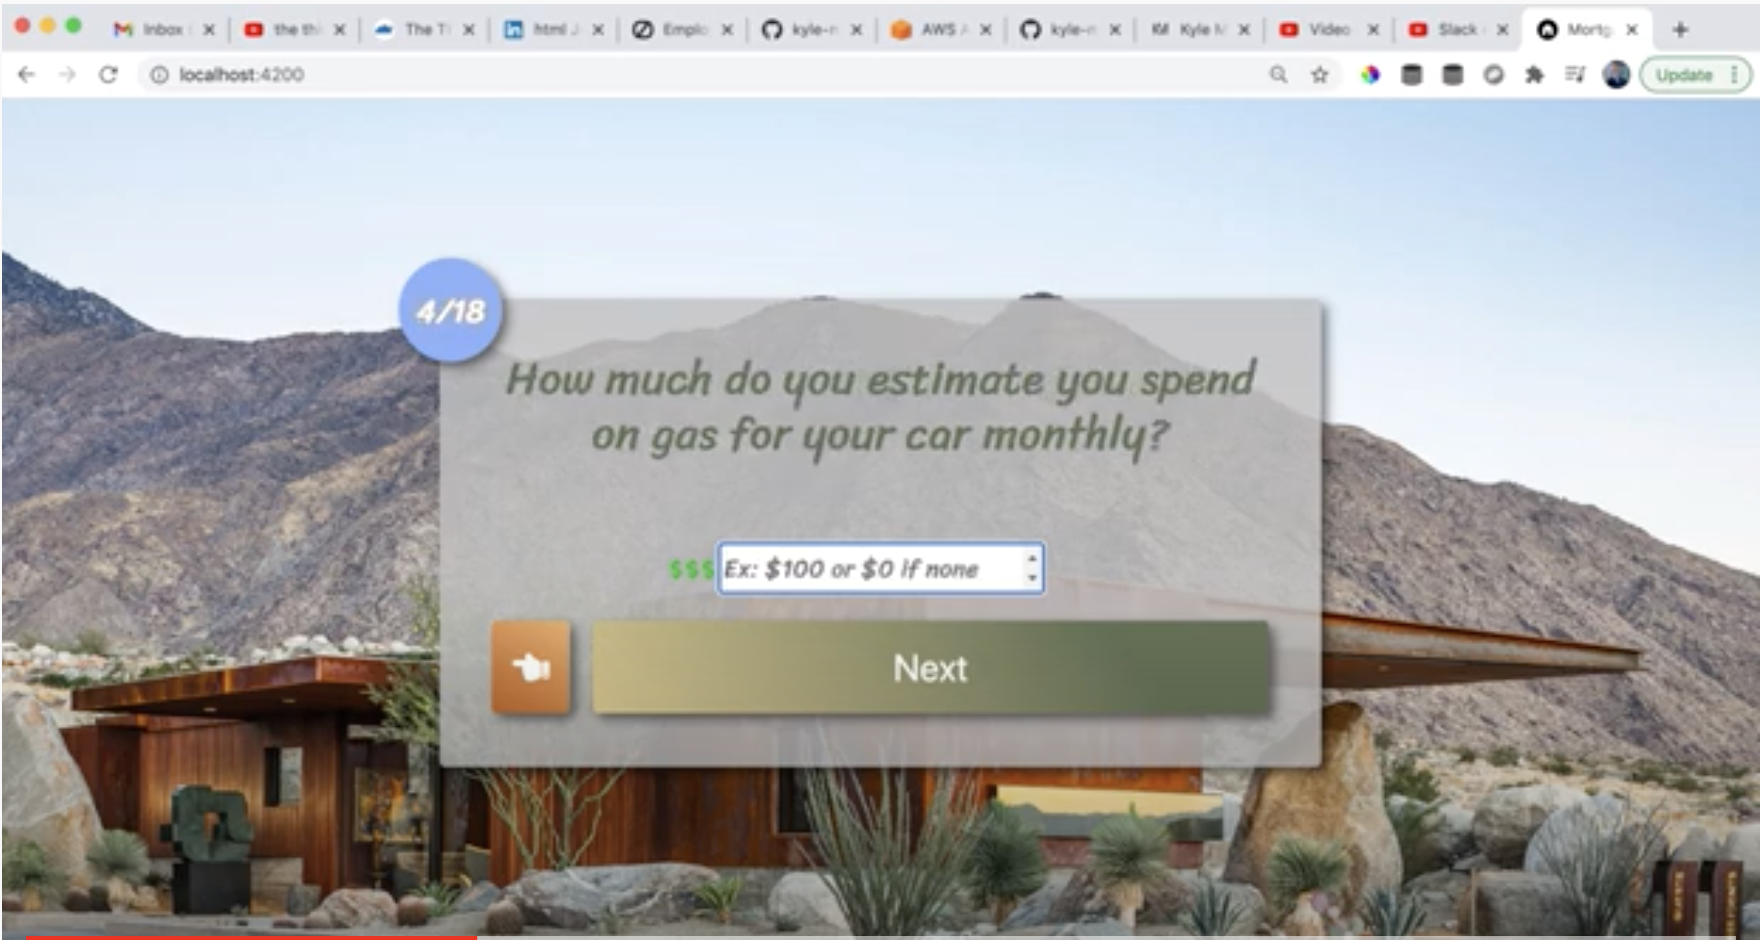 Inbox
the th
The T
html J
Emplo
kyle-n
AWS A
kyle-n
KM Kyle M
Video
Slack
Mortg
localhost:4200
Update
4/18
How much do you estimate you spend
on gas for your car monthly?
$$$ Ex: $100 or $0 if none
Next